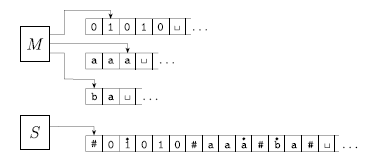 M
0 1 0 1 0 ⊔ ...
a a a ⊔ ...
b a ⊔ ...
S
# 0 1̇ 0 1 0 # a a ȧ # ḃ a # ⊔ ...